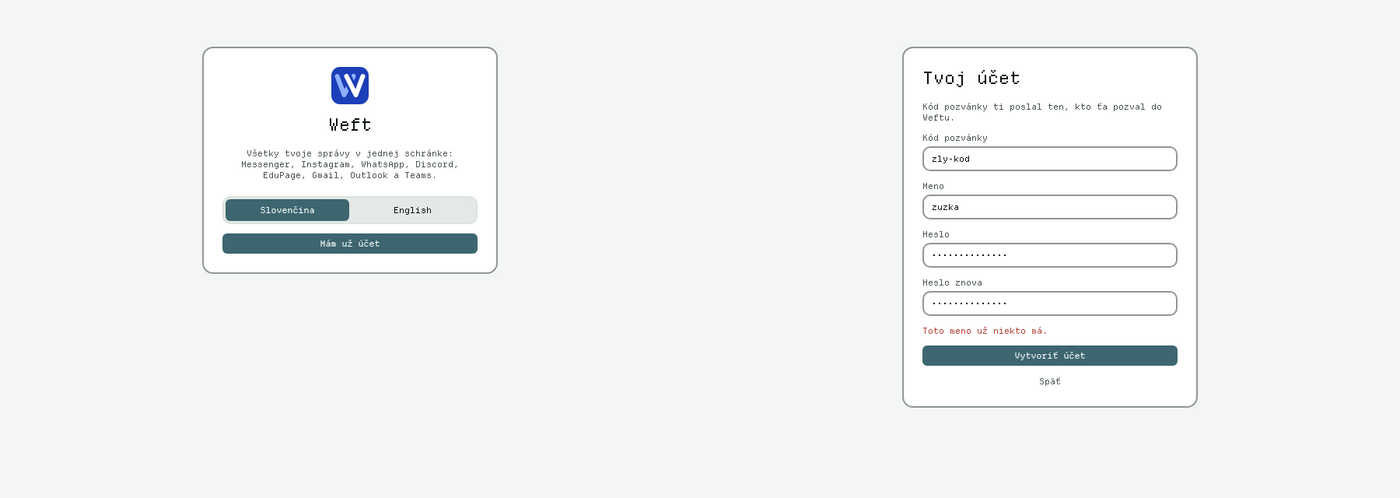 W
Weft
Všetky tvoje správy v jednej schránke:
Messenger, Instagram, WhatsApp, Discord,
EduPage, Gmail, Outlook a Teams.
Slovenčina English
Mám už účet
Tvoj účet
Kód pozvánky ti poslal ten, kto ťa pozval do
Weftu.
Kód pozvánky
zly-kod
Meno
zuzka
Heslo
··············
Heslo znova
··············
Toto meno už niekto má.
Vytvoriť účet
Späť